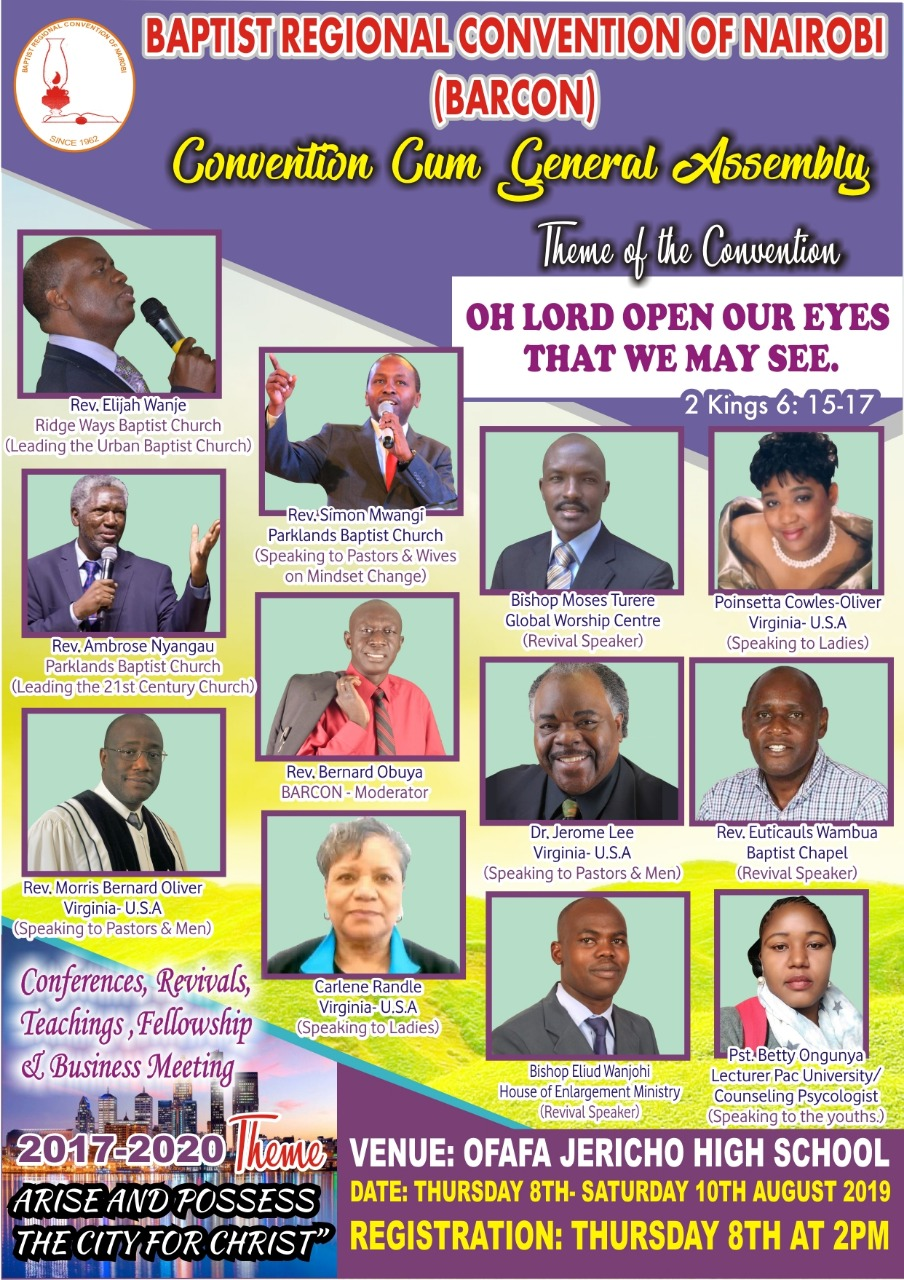 BAPTIST REGIONAL CONVENTION OF NAIROBI
SINCE 1962
BAPTIST REGIONAL CONVENTION OF NAIROBI
(BARCON)
Convention Cum General Assembly
Theme of the Convention
OH LORD OPEN OUR EYES
THAT WE MAY SEE.
2 Kings 6: 15-17
Rev. Elijah Wanje
Ridge Ways Baptist Church
(Leading the Urban Baptist Church)
Rev. Simon Mwangi
Parklands Baptist Church
(Speaking to Pastors & Wives
on Mindset Change)
Bishop Moses Turere
Global Worship Centre
(Revival Speaker)
Poinsetta Cowles-Oliver
Virginia- U.S.A
(Speaking to Ladies)
Rev. Ambrose Nyangau
Parklands Baptist Church
(Leading the 21st Century Church)
Rev. Bernard Obuya
BARCON - Moderator
Dr. Jerome Lee
Virginia- U.S.A
(Speaking to Pastors & Men)
Rev. Euticauls Wambua
Baptist Chapel
(Revival Speaker)
Rev. Morris Bernard Oliver
Virginia- U.S.A
(Speaking to Pastors & Men)
Carlene Randle
Virginia- U.S.A
(Speaking to Ladies)
Bishop Eliud Wanjohi
House of Enlargement Ministry
(Revival Speaker)
Pst. Betty Ongunya
Lecturer Pac University/
Counseling Psycologist
(Speaking to the youths.)
Conferences, Revivals,
Teachings ,Fellowship
& Business Meeting
2017-2020 Theme
ARISE AND POSSESS
THE CITY FOR CHRIST”
VENUE: OFAFA JERICHO HIGH SCHOOL
DATE: THURSDAY 8TH- SATURDAY 10TH AUGUST 2019
REGISTRATION: THURSDAY 8TH AT 2PM